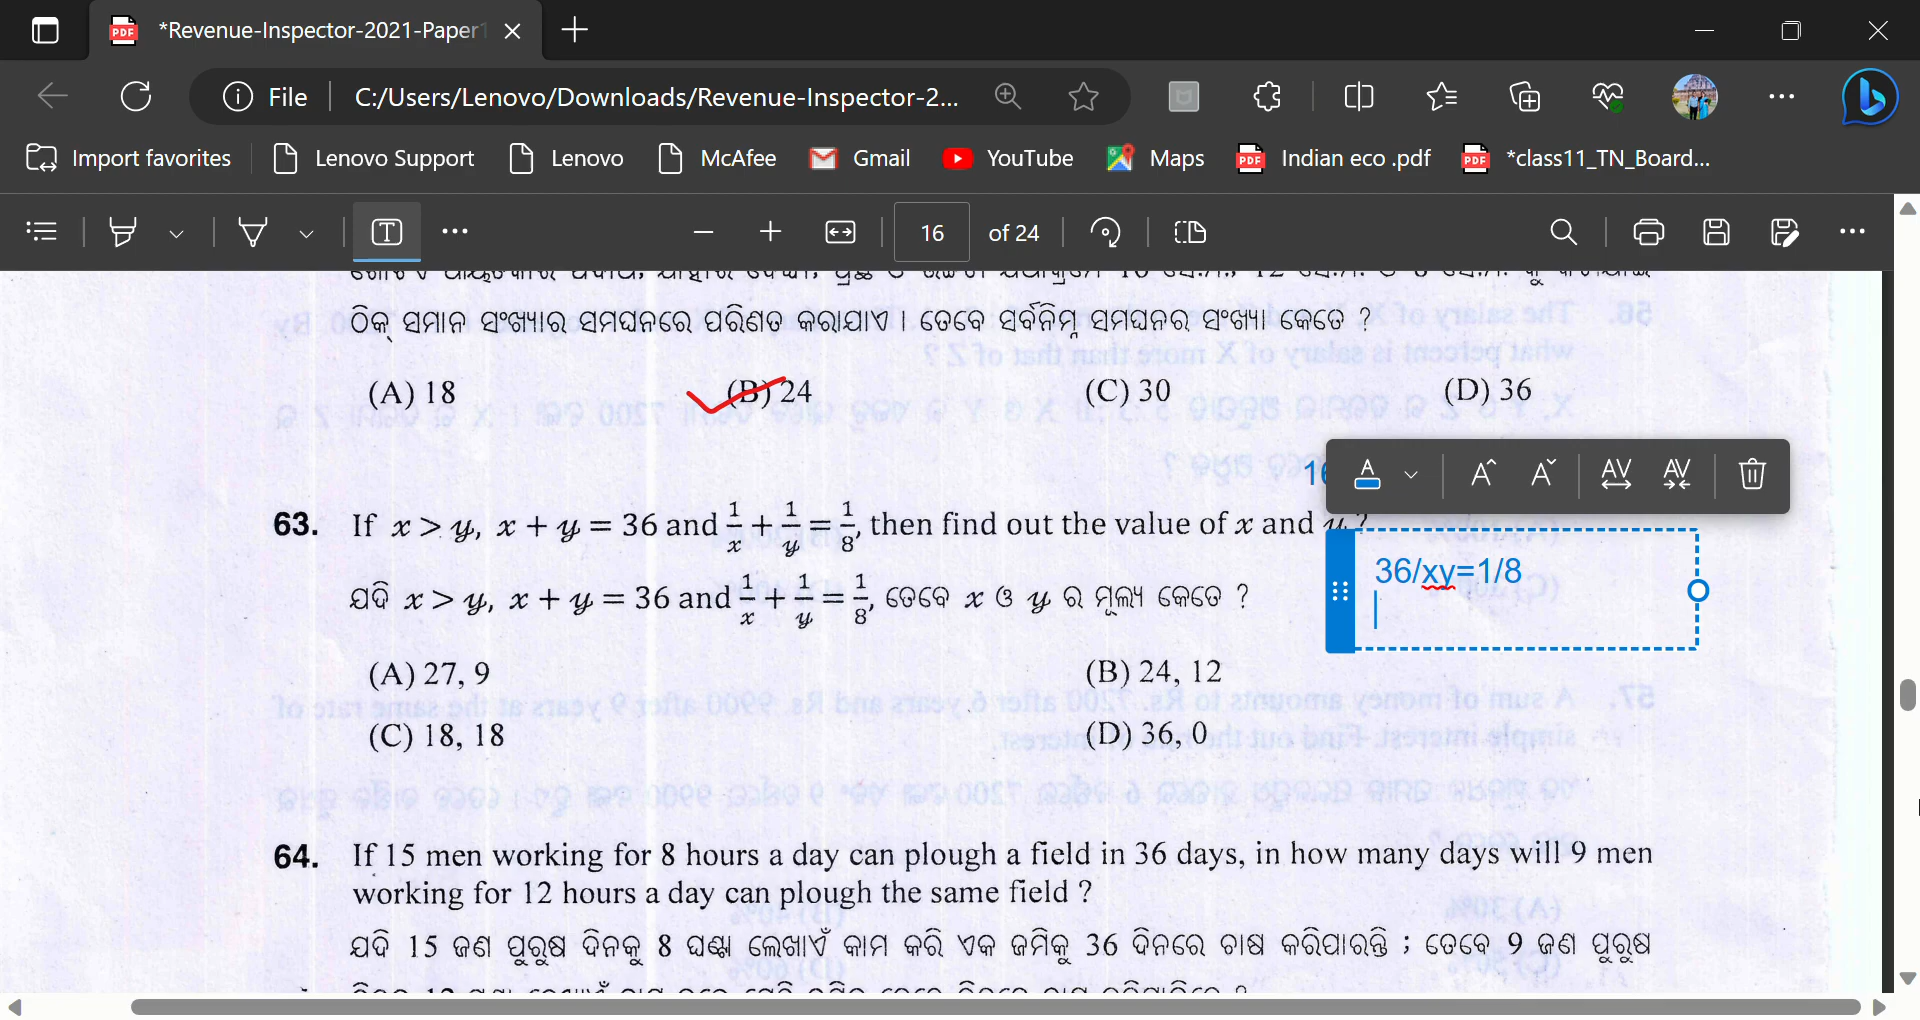 *Revenue-Inspector-2021-Paper1
File
C:/Users/Lenovo/Downloads/Revenue-Inspector-2...
Import favorites
Lenovo Support
Lenovo
McAfee
Gmail
YouTube
Maps
Indian eco .pdf
*class11_TN_Board...
16 of 24
ଠିକ୍ ସମାନ ସଂଖ୍ୟାର ସମଘନରେ ପରିଣତ କରାଯାଏ । ତେବେ ସର୍ବନିମ୍ନ ସମଘନର ସଂଖ୍ୟା କେତେ ?
(A) 18 (B) 24 (C) 30 (D) 36
63. If x > y, x + y = 36 and 1/x + 1/y = 1/8, then find out the value of x and y ?
36/xy=1/8
ଯଦି x > y, x + y = 36 and 1/x + 1/y = 1/8, ତେବେ x ଓ y ର ମୂଲ୍ୟ କେତେ ?
(A) 27, 9 (B) 24, 12
(C) 18, 18 (D) 36, 0
64. If 15 men working for 8 hours a day can plough a field in 36 days, in how many days will 9 men
working for 12 hours a day can plough the same field ?
ଯଦି 15 ଜଣ ପୁରୁଷ ଦିନକୁ 8 ଘଣ୍ଟା ଲେଖାଏଁ କାମ କରି ଏକ ଜମିକୁ 36 ଦିନରେ ଚାଷ କରିପାରନ୍ତି ; ତେବେ 9 ଜଣ ପୁରୁଷ